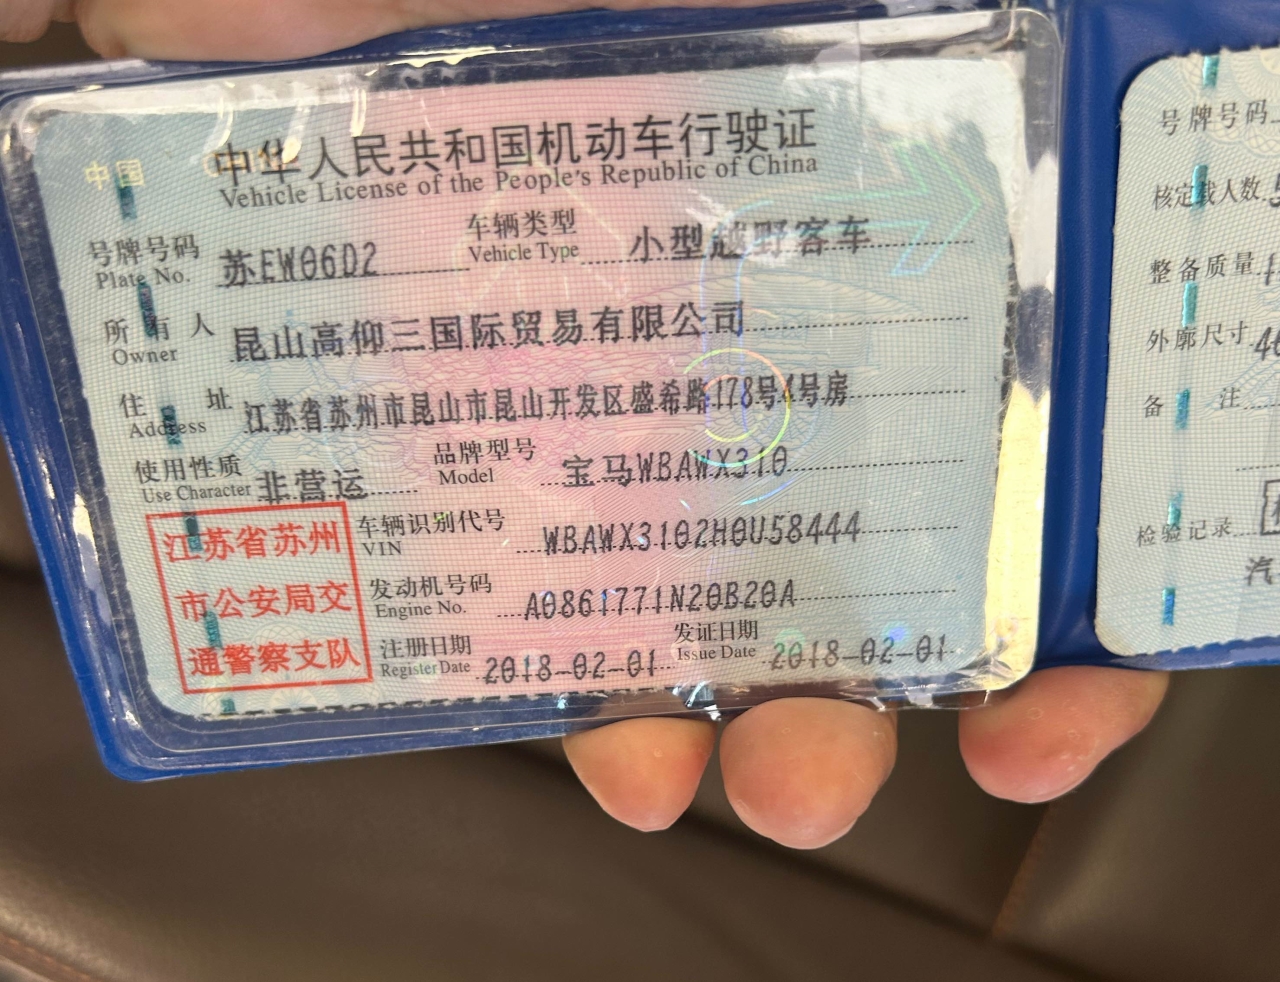 中国
中华人民共和国机动车行驶证
Vehicle License of the People's Republic of China
号牌号码 Plate No. 苏EW06D2 车辆类型 Vehicle Type 小型越野客车
所有人 Owner 昆山高仰三国际贸易有限公司
住址 Address 江苏省苏州市昆山市昆山开发区盛希路178号4号房
使用性质 Use Character 非营运 品牌型号 Model 宝马WBAWX310
车辆识别代号 VIN WBAWX3102H0U58444
发动机号码 Engine No. A0861771N20B20A
注册日期 Register Date 2018-02-01 发证日期 Issue Date 2018-02-01
江苏省苏州
市公安局交
通警察支队
号牌号码
核定载人数
整备质量
外廓尺寸
备注
检验记录
汽